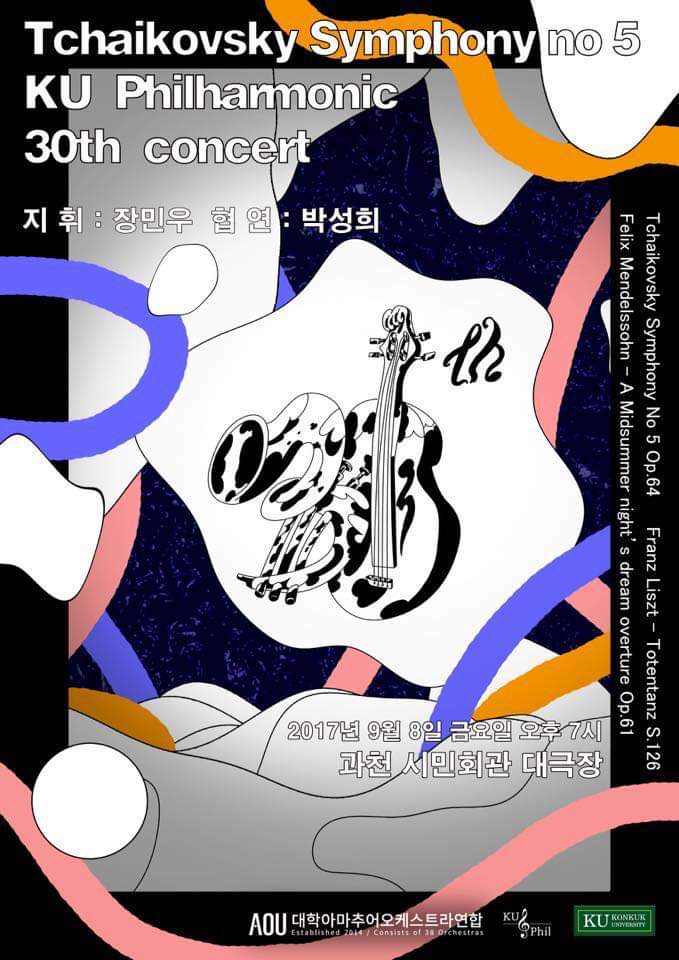 Tchaikovsky Symphony no 5
KU Philharmonic
30th concert
지 휘 : 장민우 협 연 : 박성희
Tchaikovsky Symphony No 5 Op.64 Franz Liszt - Totentanz S.126
Felix Mendelssohn - A Midsummer night's dream overture Op.61
th
2017년 9월 8일 금요일 오후 7시
과천 시민회관 대극장
AOU 대학아마추어오케스트라연합
Established 2014 / Consists of 38 Orchestras
KU Phil
KU KONKUK UNIVERSITY